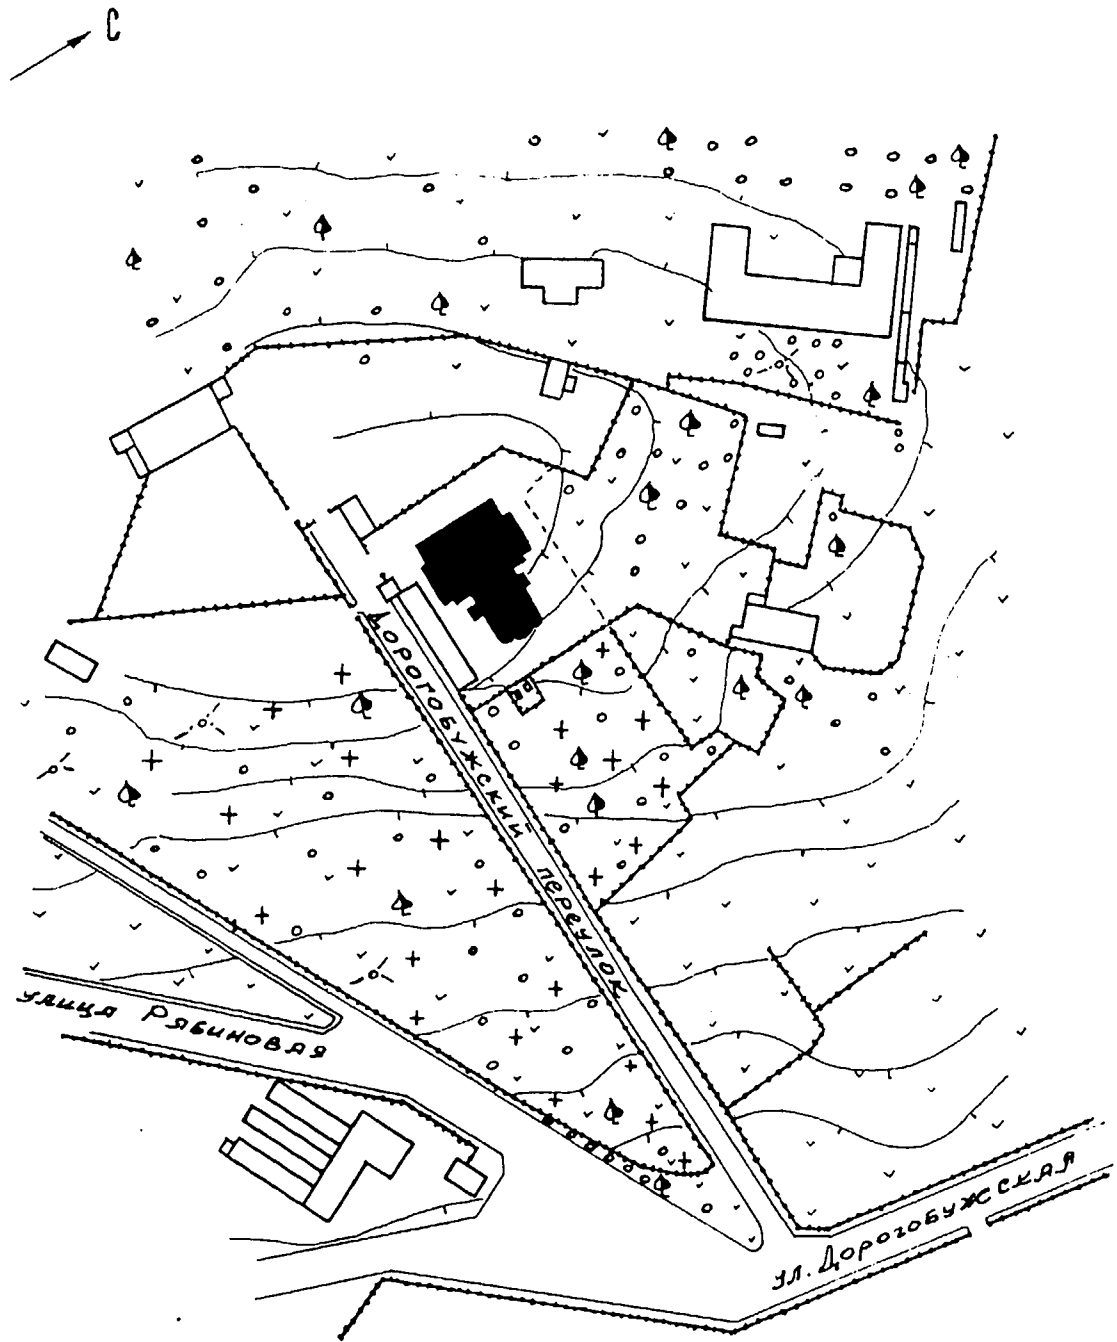 С
Дорогобужский переулок
улица Рябиновая
ул. Дорогобужская